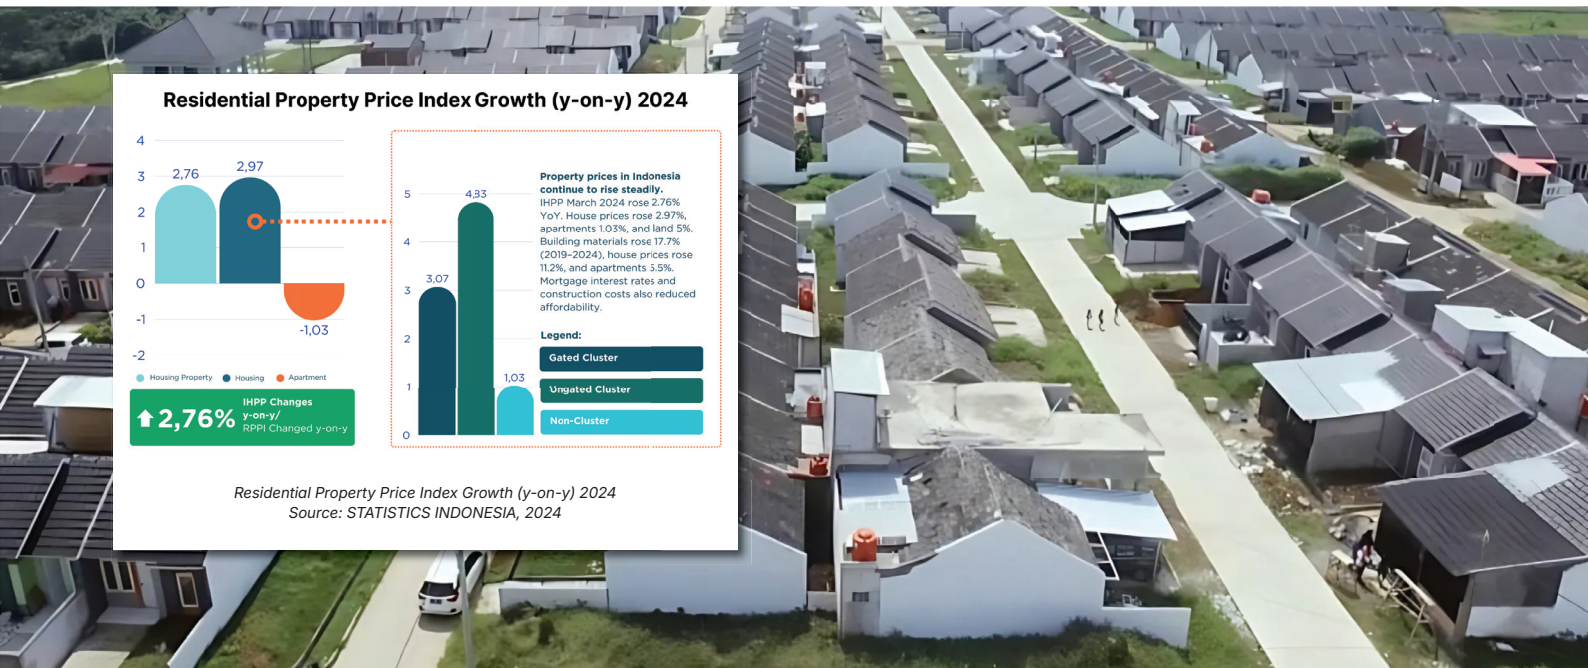 Residential Property Price Index Growth (y-on-y) 2024
4
3
2
1
0
-1
-2
2,76
2,97
-1,03
Housing Property
Housing
Apartment
2,76%
IHPP Changes
y-on-y/
RPPI Changed y-on-y
5
4
3
2
1
0
3,07
4,83
1,03
Property prices in Indonesia
continue to rise steadily.
IHPP March 2024 rose 2.76%
YoY. House prices rose 2.97%,
apartments 1.03%, and land 5%.
Building materials rose 17.7%
(2019–2024), house prices rose
11.2%, and apartments 5.5%.
Mortgage interest rates and
construction costs also reduced
affordability.
Legend:
Gated Cluster
Ungated Cluster
Non-Cluster
Residential Property Price Index Growth (y-on-y) 2024
Source: STATISTICS INDONESIA, 2024